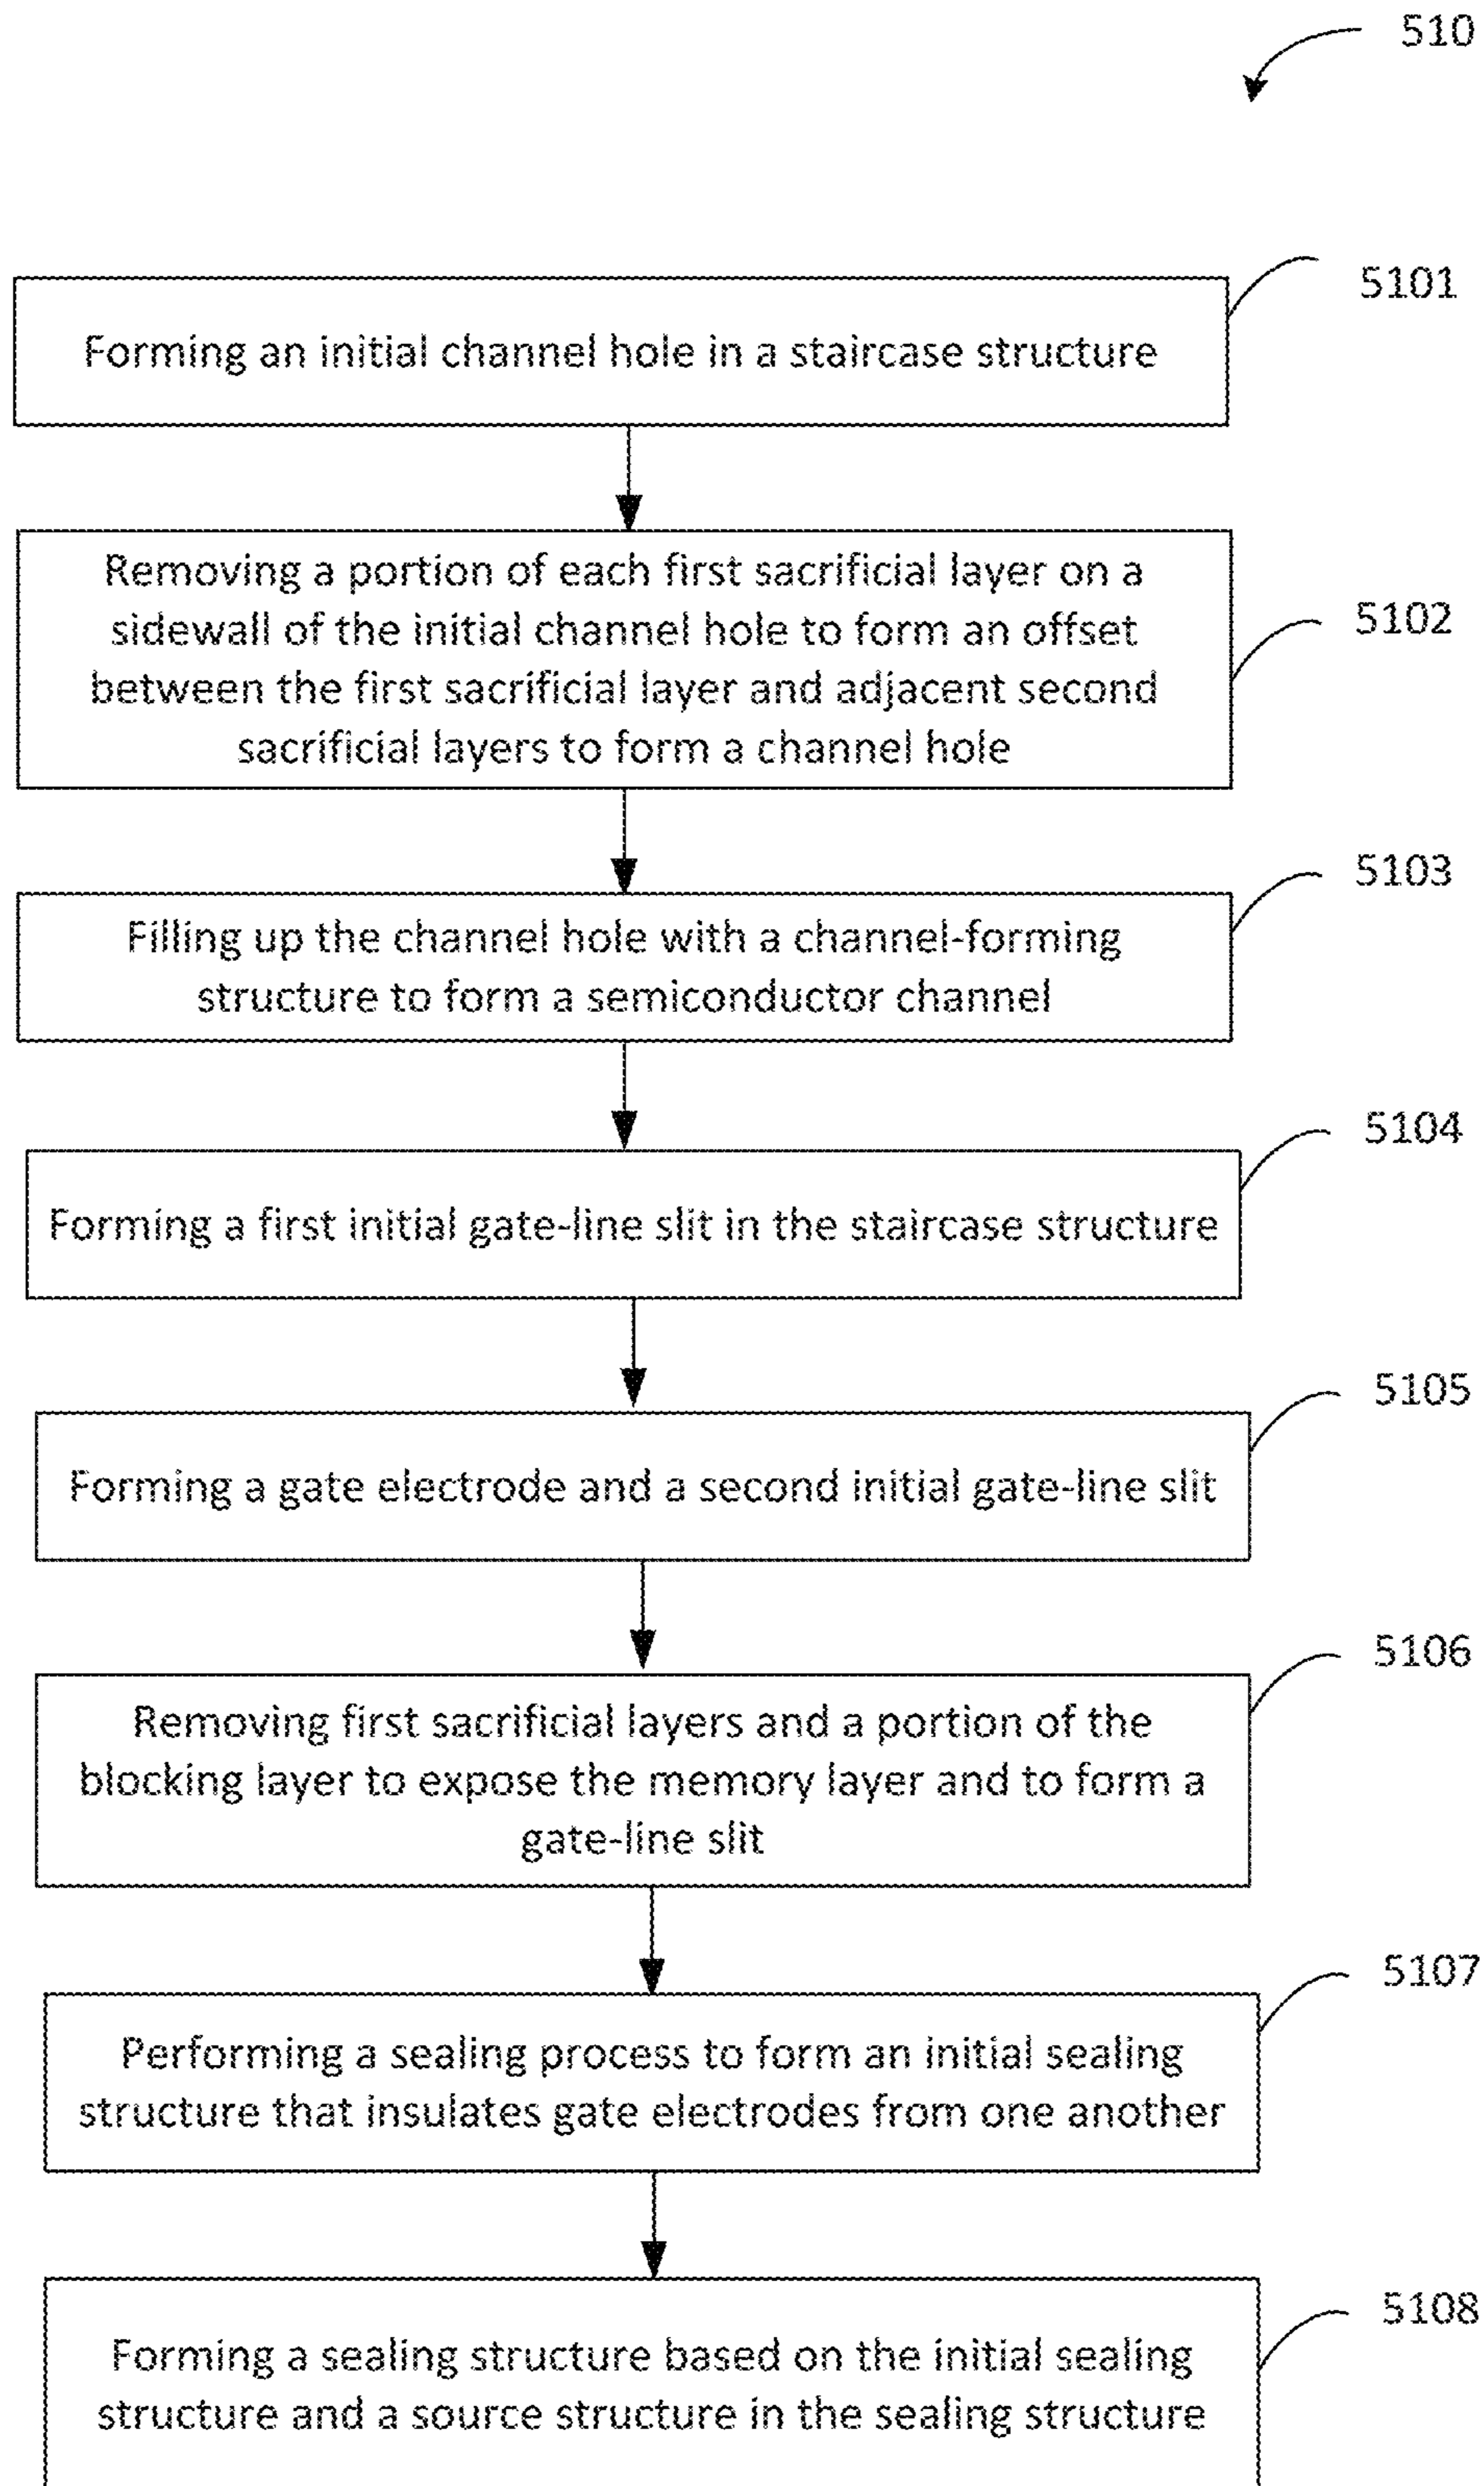 510
5101
Forming an initial channel hole in a staircase structure
Removing a portion of each first sacrificial layer on a
sidewall of the initial channel hole to form an offset
between the first sacrificial layer and adjacent second
sacrificial layers to form a channel hole
5102
5103
Filling up the channel hole with a channel-forming
structure to form a semiconductor channel
5104
Forming a first initial gate-line slit in the staircase structure
5105
Forming a gate electrode and a second initial gate-line slit
5106
Removing first sacrificial layers and a portion of the
blocking layer to expose the memory layer and to form a
gate-line slit
5107
Performing a sealing process to form an initial sealing
structure that insulates gate electrodes from one another
5108
Forming a sealing structure based on the initial sealing
structure and a source structure in the sealing structure